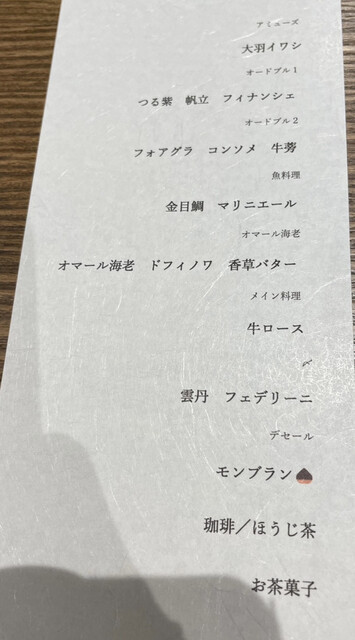 アミューズ
大羽イワシ
オードブル1
つる紫 帆立 フィナンシェ
オードブル2
フォアグラ コンソメ 牛蒡
魚料理
金目鯛 マリニエール
オマール海老
オマール海老 ドフィノワ 香草バター
メイン料理
牛ロース
〆
雲丹 フェデリーニ
デセール
モンブラン
珈琲/ほうじ茶
お茶菓子